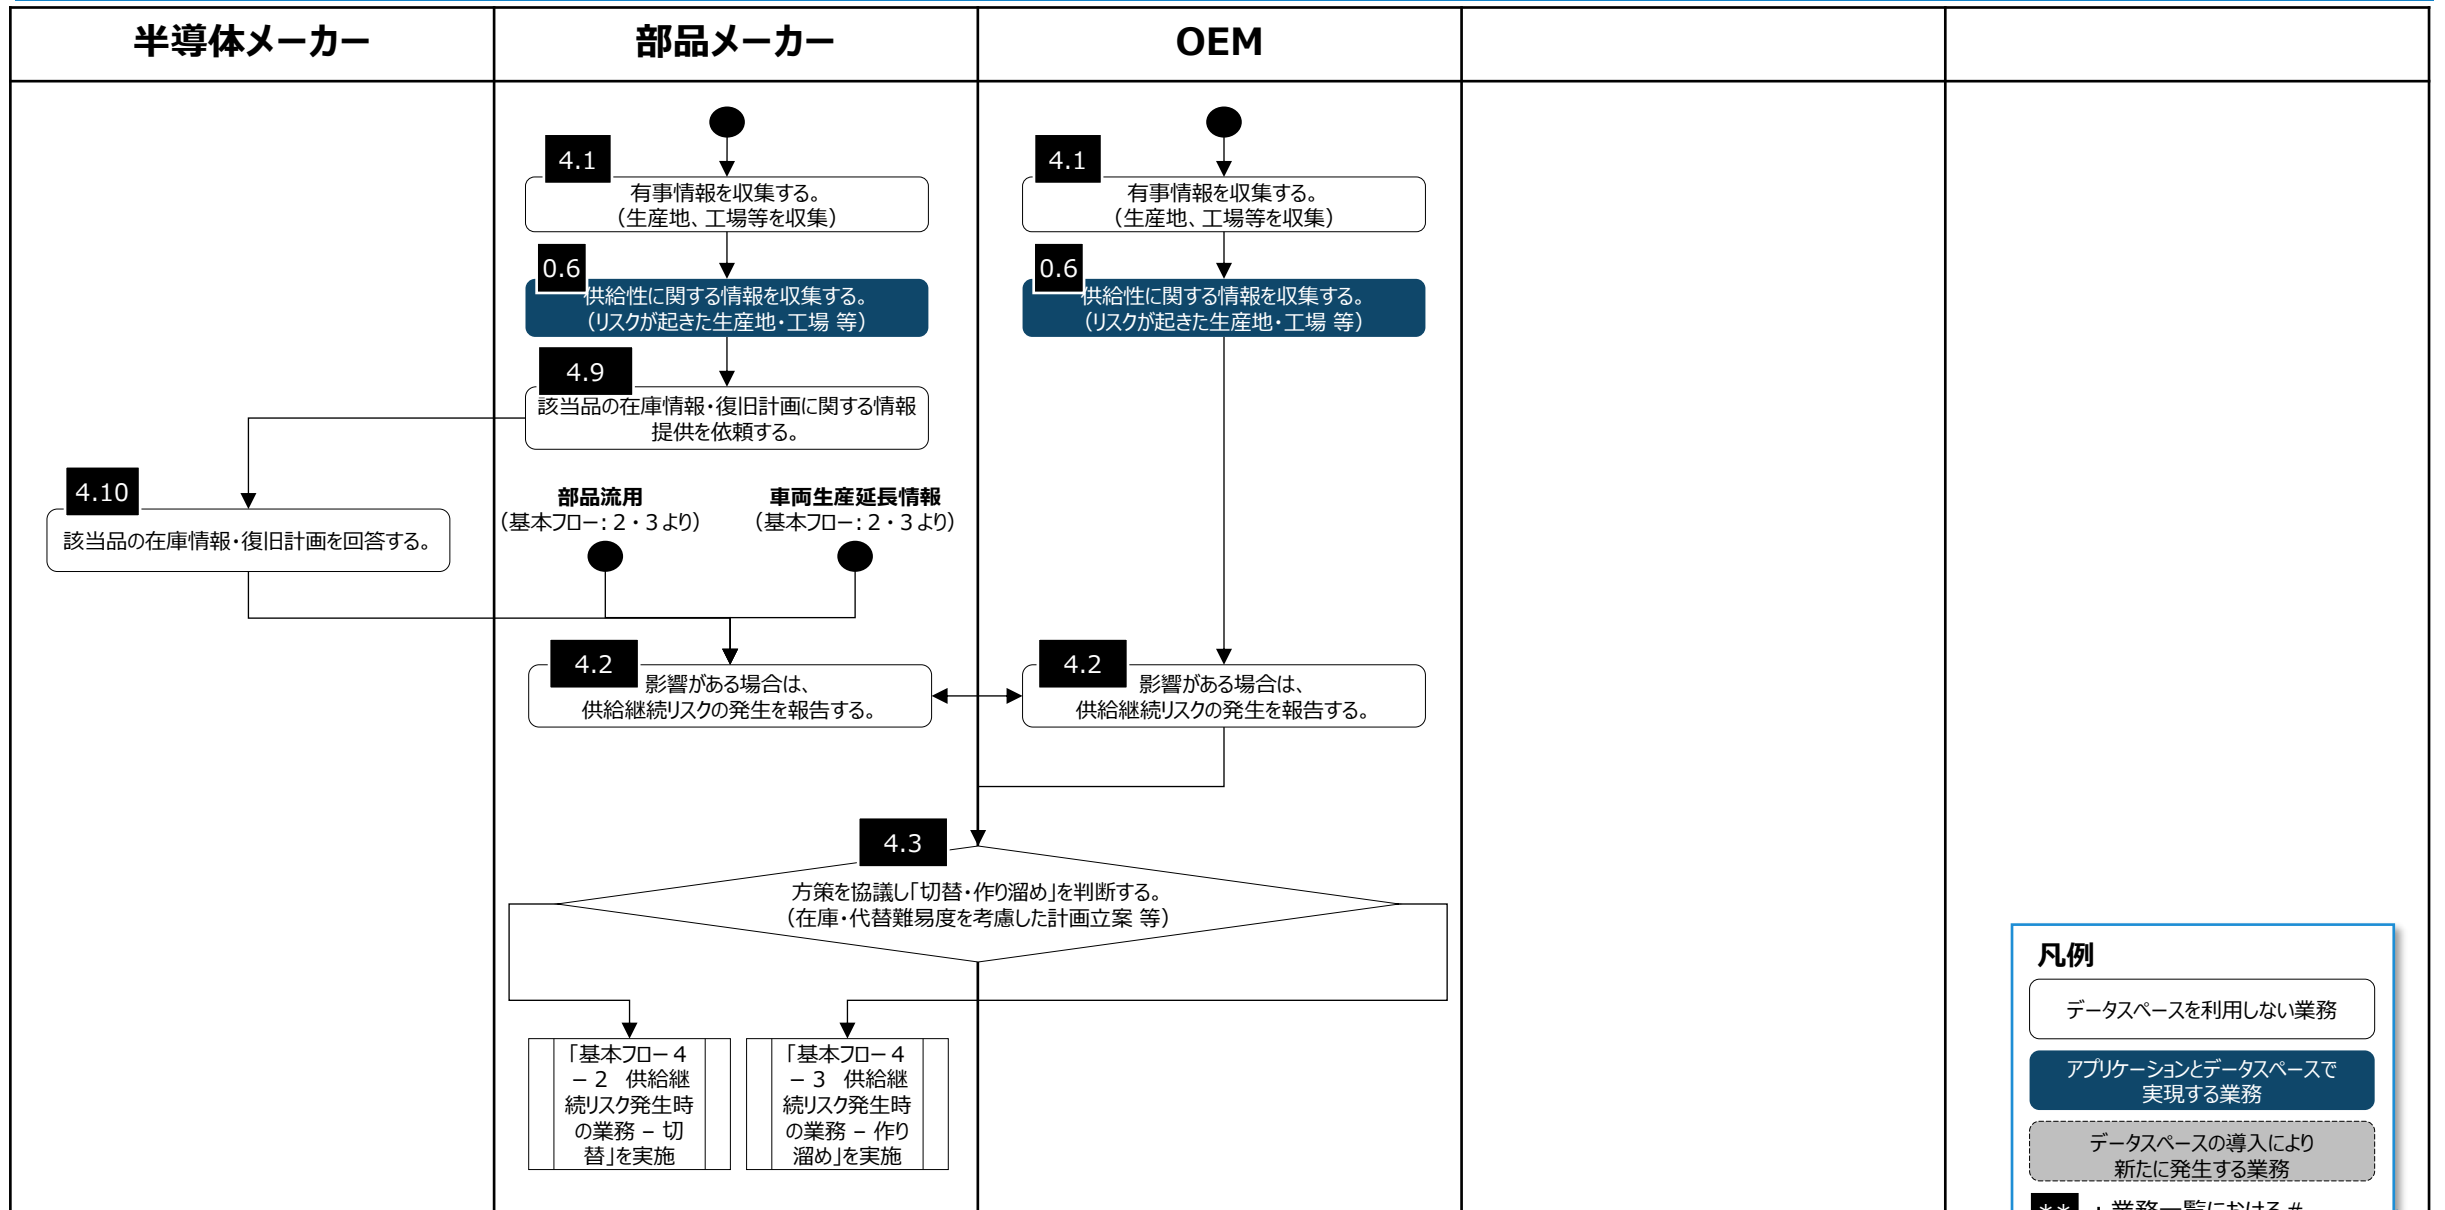 半導体メーカー
部品メーカー
OEM
4.1
有事情報を収集する。
（生産地、工場等を収集）
4.1
有事情報を収集する。
（生産地、工場等を収集）
0.6
供給性に関する情報を収集する。
（リスクが起きた生産地・工場 等）
0.6
供給性に関する情報を収集する。
（リスクが起きた生産地・工場 等）
4.9
該当品の在庫情報・復旧計画に関する情報
提供を依頼する。
4.10
該当品の在庫情報・復旧計画を回答する。
部品流用
（基本フロー：２・３より）
車両生産延長情報
（基本フロー：２・３より）
4.2
影響がある場合は、
供給継続リスクの発生を報告する。
4.2
影響がある場合は、
供給継続リスクの発生を報告する。
4.3
方策を協議し「切替・作り溜め」を判断する。
（在庫・代替難易度を考慮した計画立案 等）
「基本フロー４
－２　供給継
続リスク発生時
の業務 – 切
替」を実施
「基本フロー４
－３　供給継
続リスク発生時
の業務 – 作り
溜め」を実施
凡例
データスペースを利用しない業務
アプリケーションとデータスペースで
実現する業務
データスペースの導入により
新たに発生する業務
** ：業務一覧における#